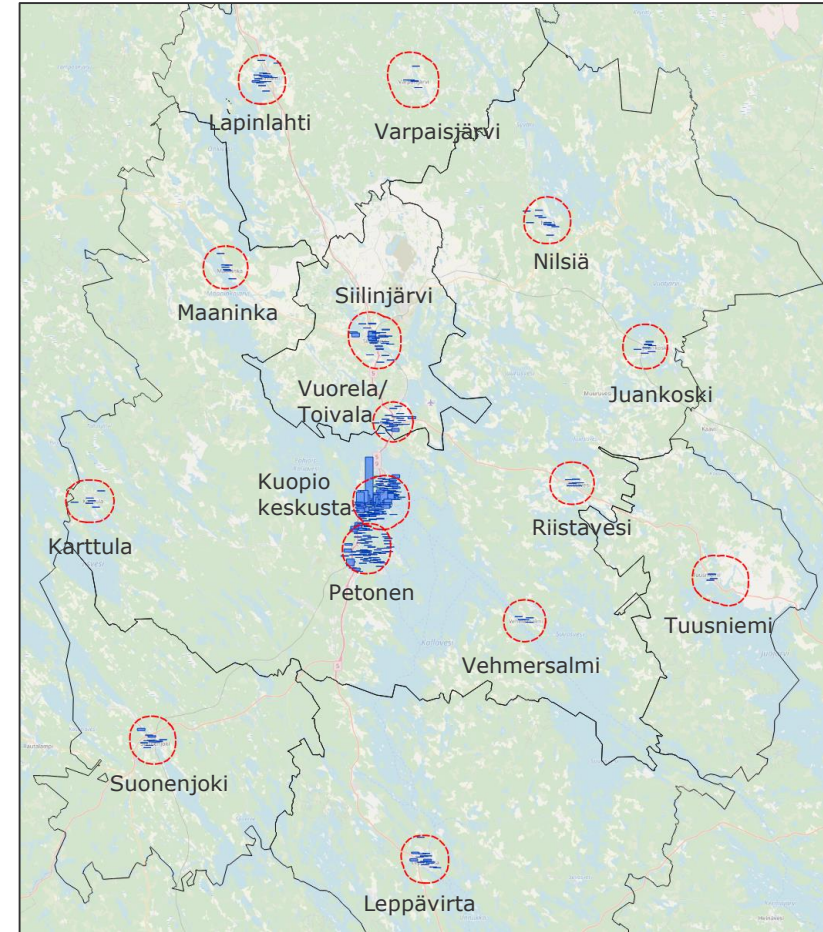 Lapinlahti
Varpaisjärvi
Nilsiä
Maaninka
Siilinjärvi
Juankoski
Vuorela/
Toivala
Kuopio
keskusta
Karttula
Riistavesi
Petonen
Tuusniemi
Vehmersalmi
Suonenjoki
Leppävirta